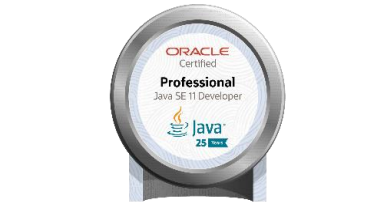 ORACLE
Certified
Professional
Java SE 11 Developer
Java
25 Years